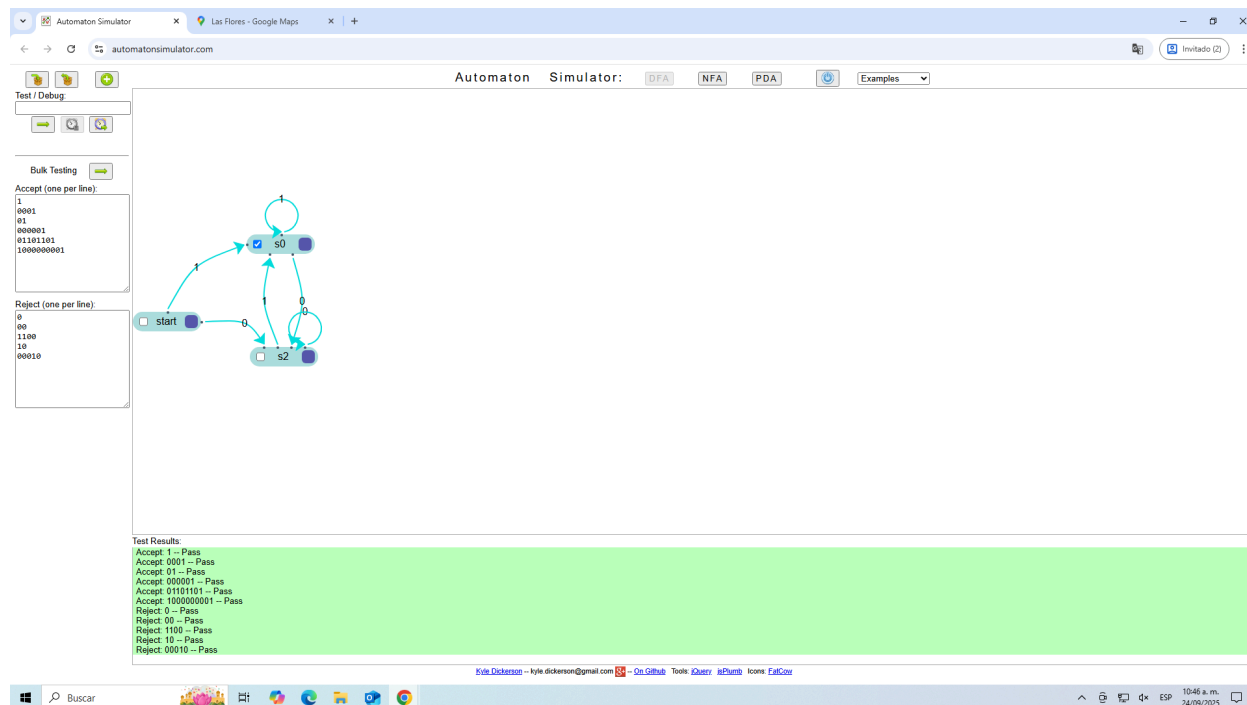 Automaton Simulator
Las Flores - Google Maps
automatonsimulator.com
Invitado (2)
Automaton Simulator: DFA NFA PDA Examples
Test / Debug:
Bulk Testing
Accept (one per line):
1
0001
01
000001
01101101
1000000001
Reject (one per line):
0
00
1100
10
00010
1
s0
1
1
0
0
start
0
s2
Test Results:
Accept: 1 -- Pass
Accept: 0001 -- Pass
Accept: 01 -- Pass
Accept: 000001 -- Pass
Accept: 01101101 -- Pass
Accept: 1000000001 -- Pass
Reject: 0 -- Pass
Reject: 00 -- Pass
Reject: 1100 -- Pass
Reject: 10 -- Pass
Reject: 00010 -- Pass
Kyle Dickerson -- kyle.dickerson@gmail.com g+ -- On Github Tools: jQuery jsPlumb Icons: FatCow
Buscar
ESP
10:46 a. m.
24/09/2025